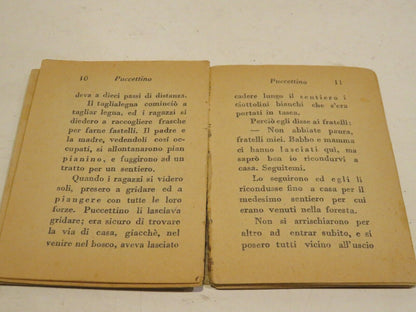 10 Puccettino
deva a dieci passi di distanza.
Il taglialegna cominciò a
tagliar legna, ed i ragazzi si
diedero a raccogliere frasche
per farne fastelli. Il padre e
la madre, vedendoli così oc-
cupati, si allontanarono pian
pianino, e fuggirono ad un
tratto per un sentiero.
Quando i ragazzi si videro
soli, presero a gridare ed a
piangere con tutte le loro
forze. Puccettino li lasciava
gridare; era sicuro di trovare
la via di casa, giacchè, nel
venire nel bosco, aveva lasciato
Puccettino 11
cadere lungo il sentiero i
ciottolini bianchi che s'era
portati in tasca.
Perciò egli disse ai fratelli:
— Non abbiate paura,
fratelli miei. Babbo e mamma
ci hanno lasciati qui, ma
saprò ben io ricondurvi a
casa. Seguitemi.
Lo seguirono ed egli li
ricondusse fino a casa per il
medesimo sentiero per cui
erano venuti nella foresta.
Non si arrischiarono per
altro ad entrar subito, e si
posero tutti vicino all'uscio